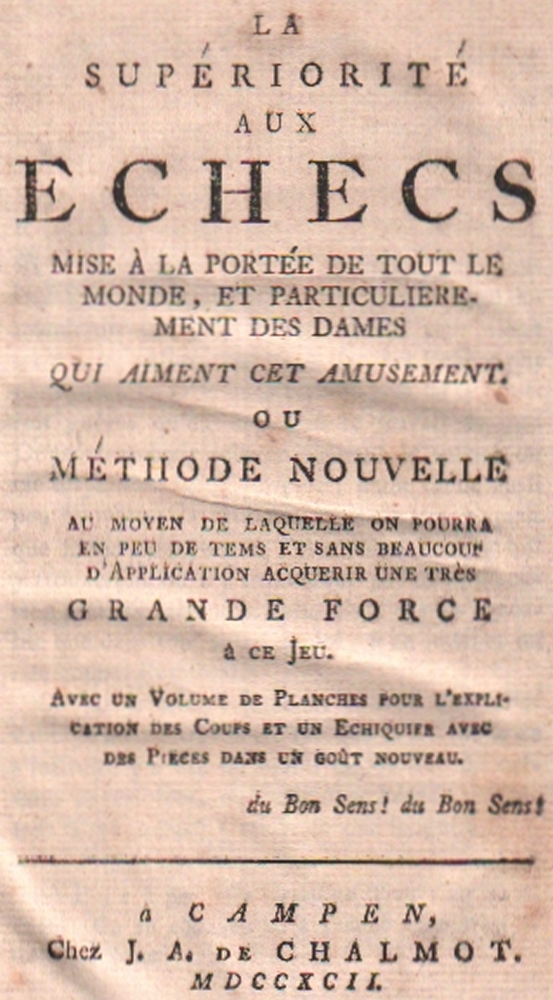 LA
SUPÉRIORITÉ
AUX
ECHECS
MISE À LA PORTÉE DE TOUT LE
MONDE, ET PARTICULIERE-
MENT DES DAMES
QUI AIMENT CET AMUSEMENT.
OU
MÉTHODE NOUVELLE
AU MOYEN DE LAQUELLE ON POURRA
EN PEU DE TEMS ET SANS BEAUCOUP
D'APPLICATION ACQUERIR UNE TRÈS
GRANDE FORCE
à CE JEU.
AVEC UN VOLUME DE PLANCHES POUR L'EXPLI-
CATION DES COUPS ET UN ECHIQUIER AVEC
DES PIECES DANS UN GOÛT NOUVEAU.
du Bon Sens! du Bon Sens!
a CAMPEN,
Chez J. A. DE CHALMOT.
MDCCXCII.